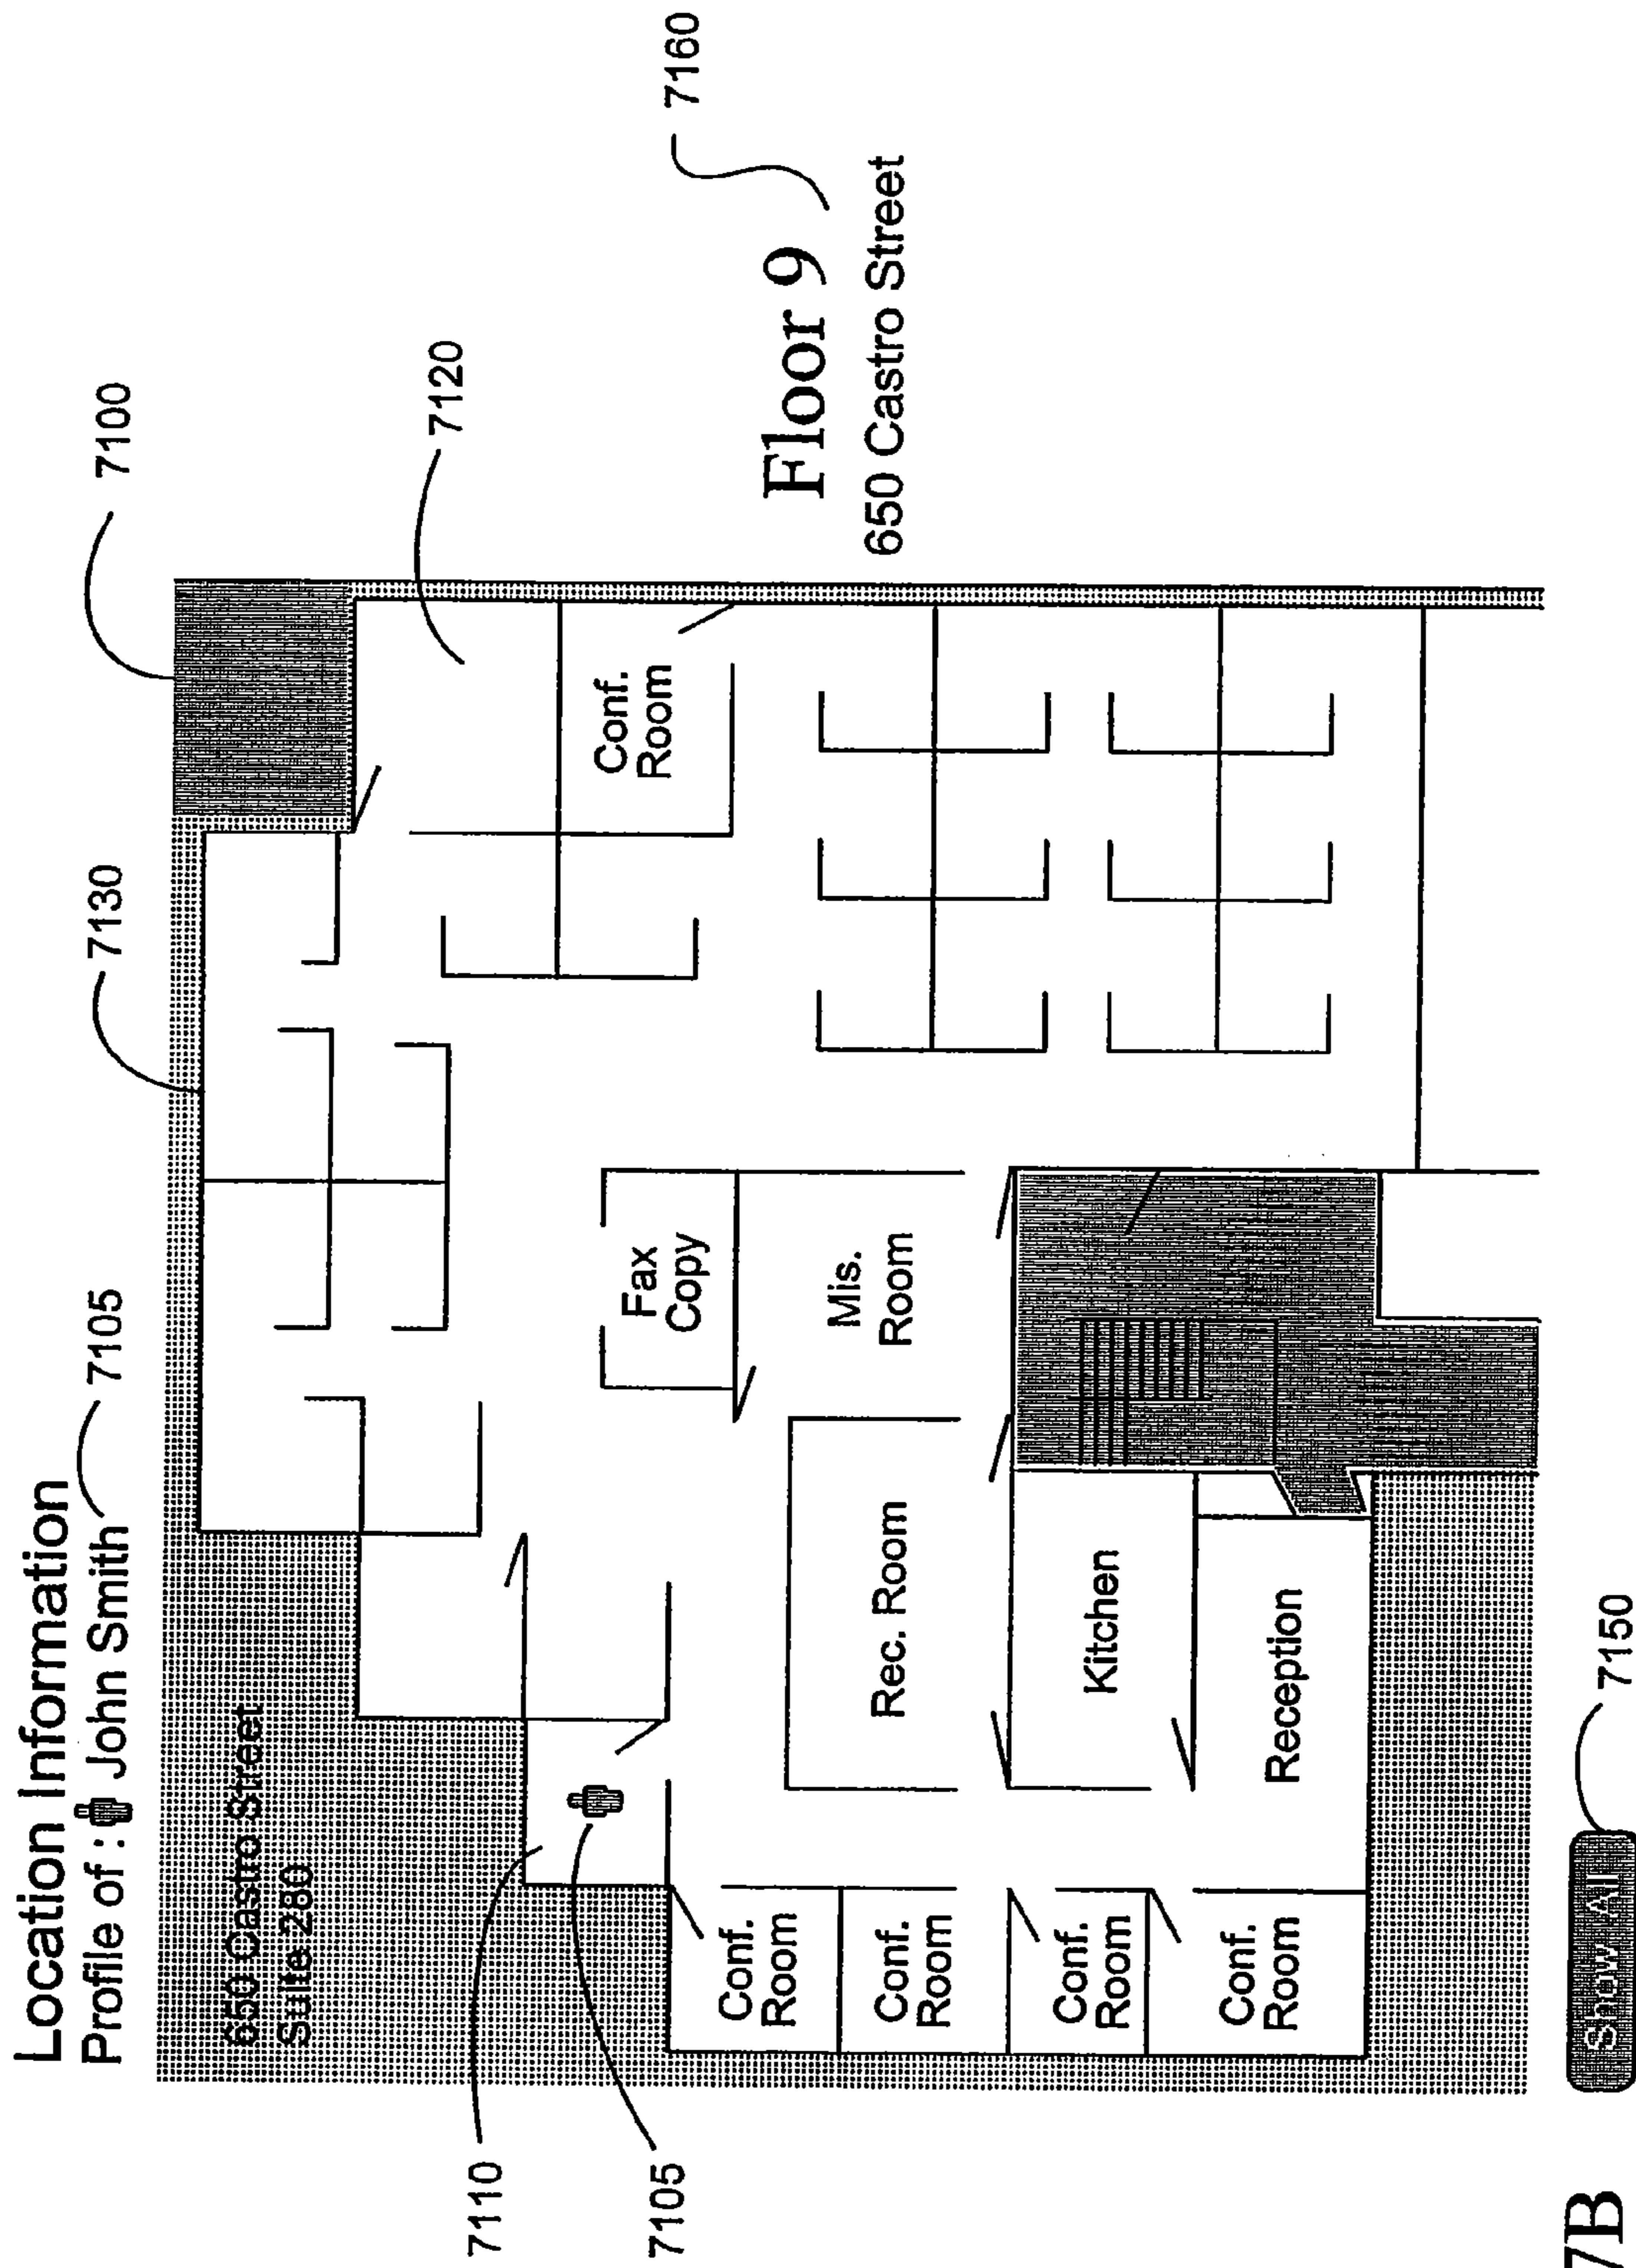 Location Information
Profile of : John Smith
7105
7130
7100
650 Castro Street
Suite 280
7120
7110
7105
7160
Floor 9
650 Castro Street
Conf.
Room
Fax
Copy
Mis.
Room
Rec. Room
Kitchen
Reception
Conf.
Room
Conf.
Room
Conf.
Room
Conf.
Room
Show All
7150
7B